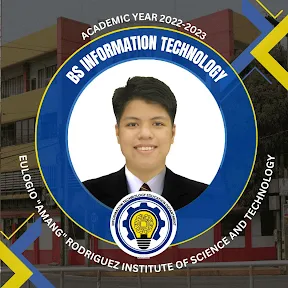 ACADEMIC YEAR 2022-2023
BS INFORMATION TECHNOLOGY
EULOGIO "AMANG" RODRIGUEZ INSTITUTE OF SCIENCE AND TECHNOLOGY